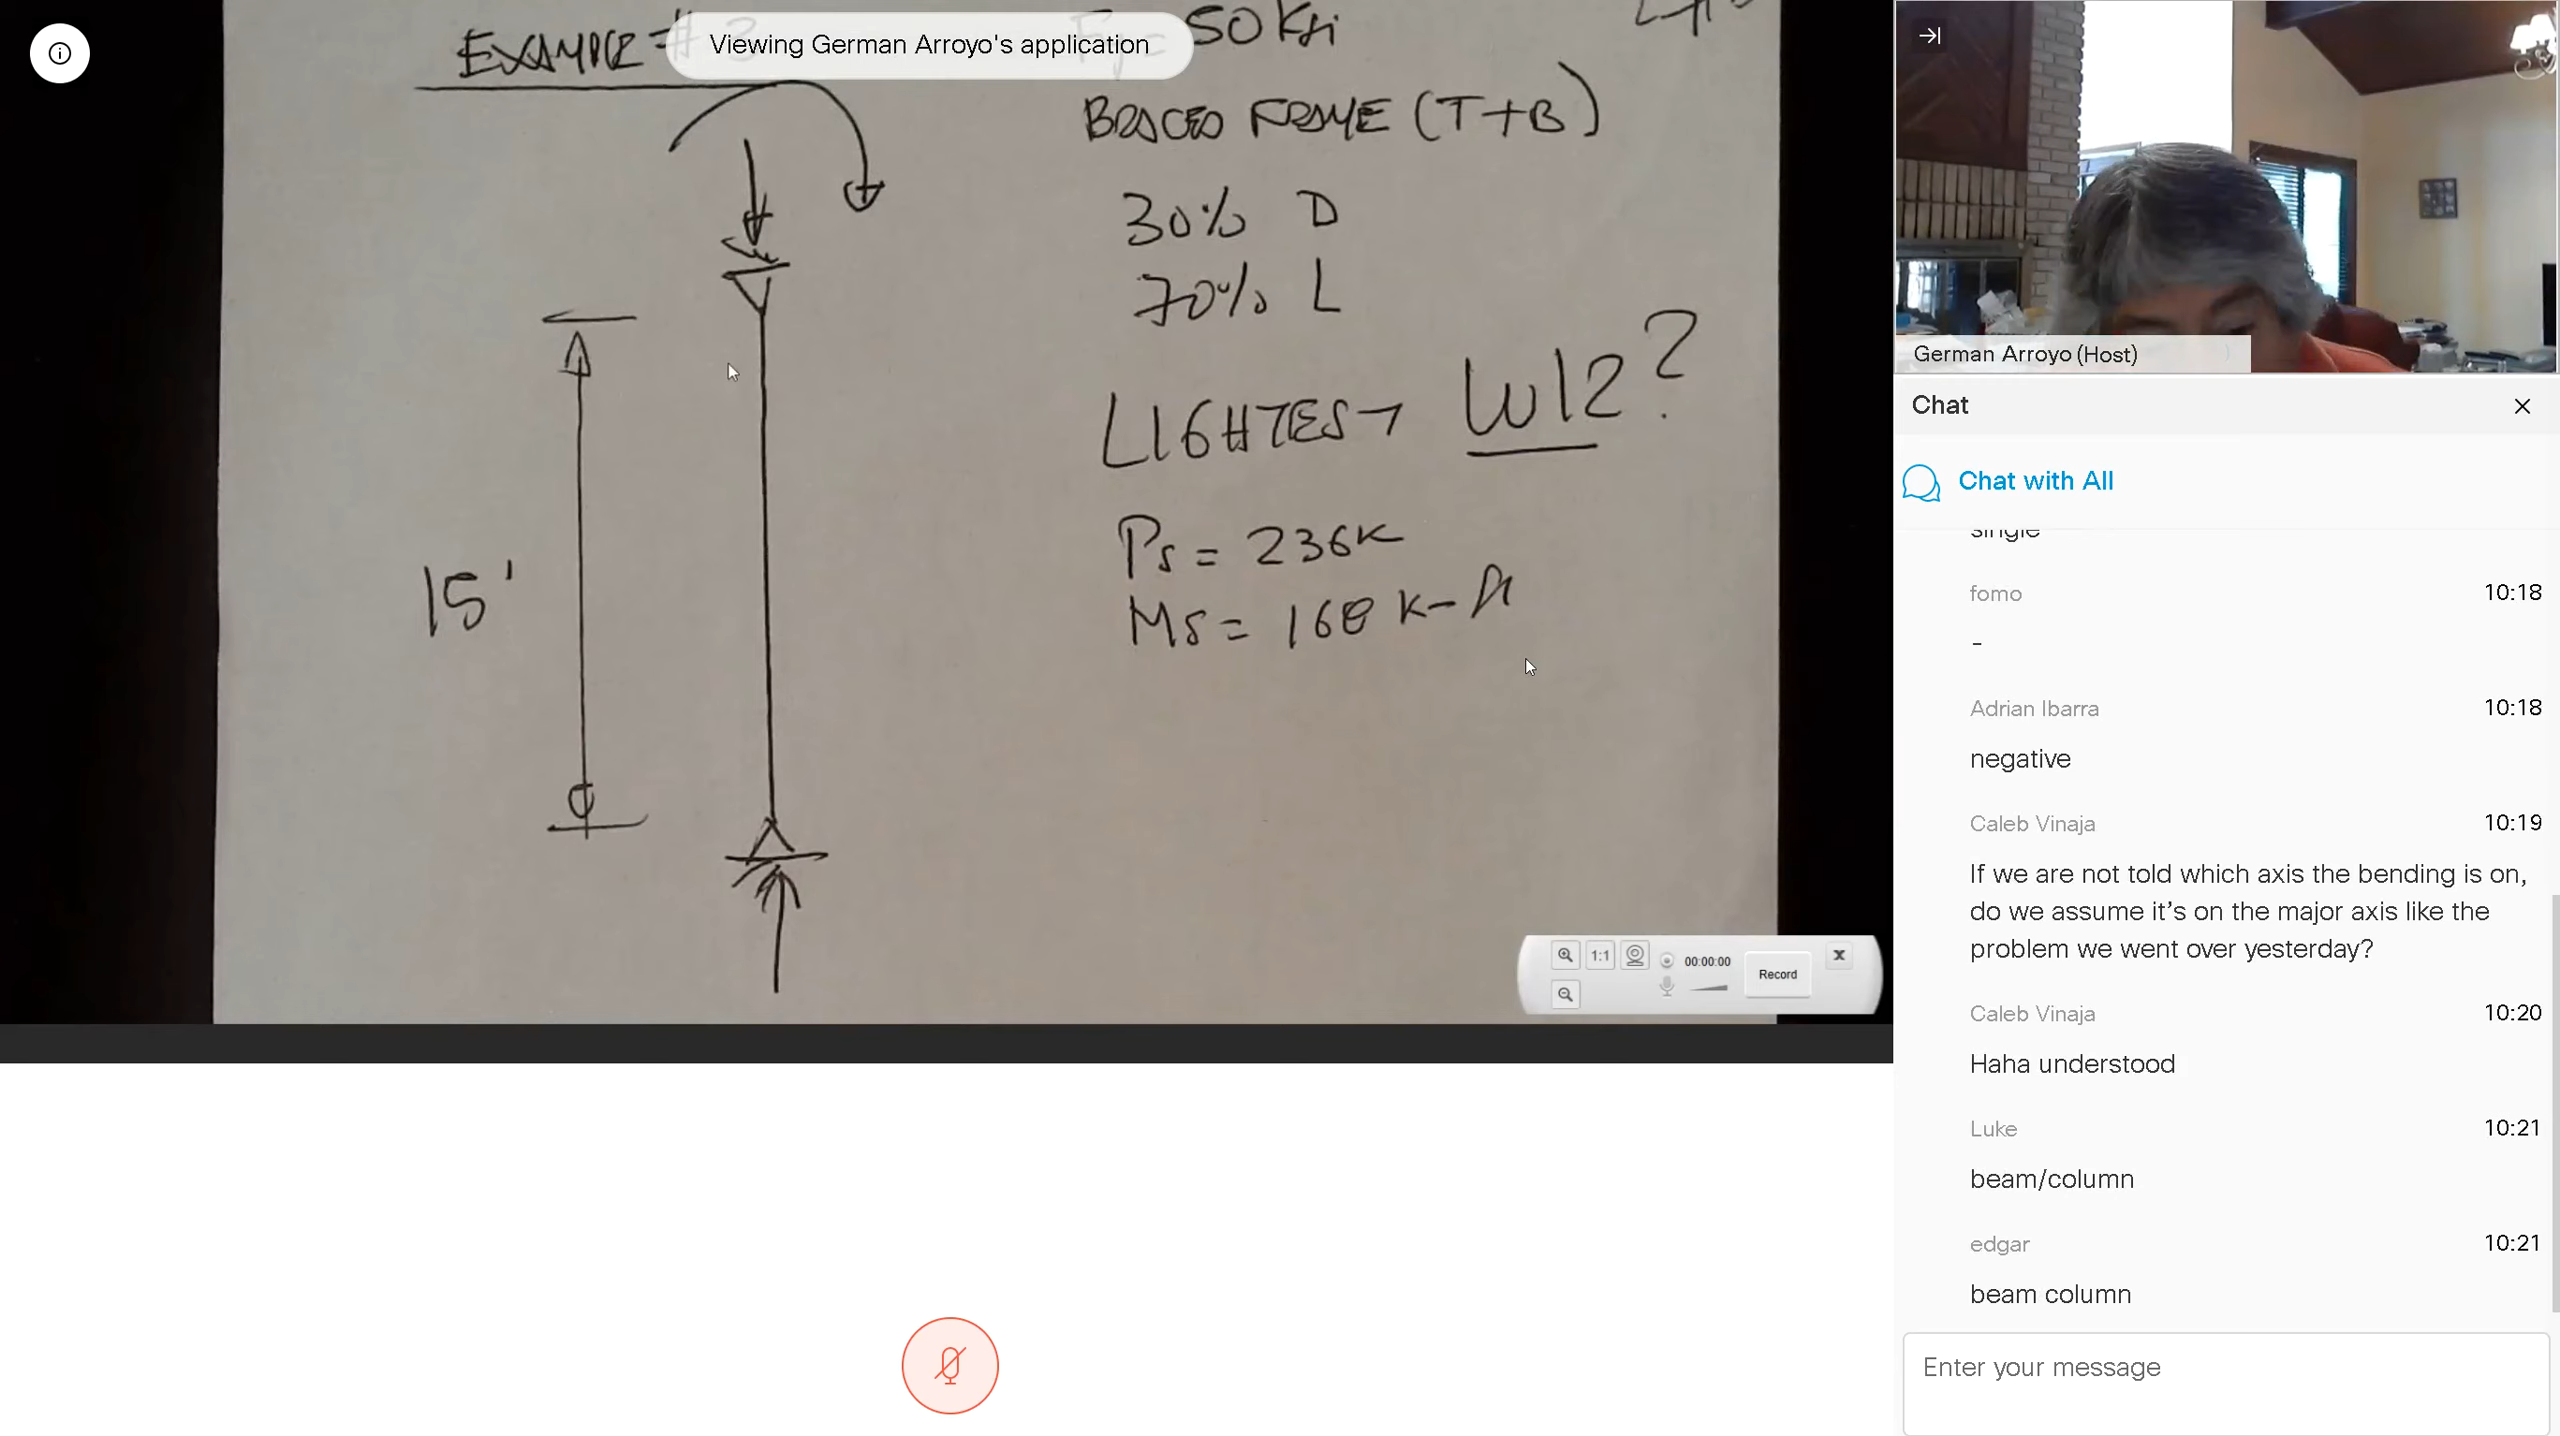 EXAMPLE #3
Viewing German Arroyo's application
Fy = 50 Ksi
BRACED FRAME (T+B)
30% D
70% L
LIGHTEST W12?
Ps = 236K
Ms = 168 K-ft
15'
00:00:00
1:1
Record
x
German Arroyo (Host)
Chat
Chat with All
single
fomo 10:18
-
Adrian Ibarra 10:18
negative
Caleb Vinaja 10:19
If we are not told which axis the bending is on,
do we assume it's on the major axis like the
problem we went over yesterday?
Caleb Vinaja 10:20
Haha understood
Luke 10:21
beam/column
edgar 10:21
beam column
Enter your message